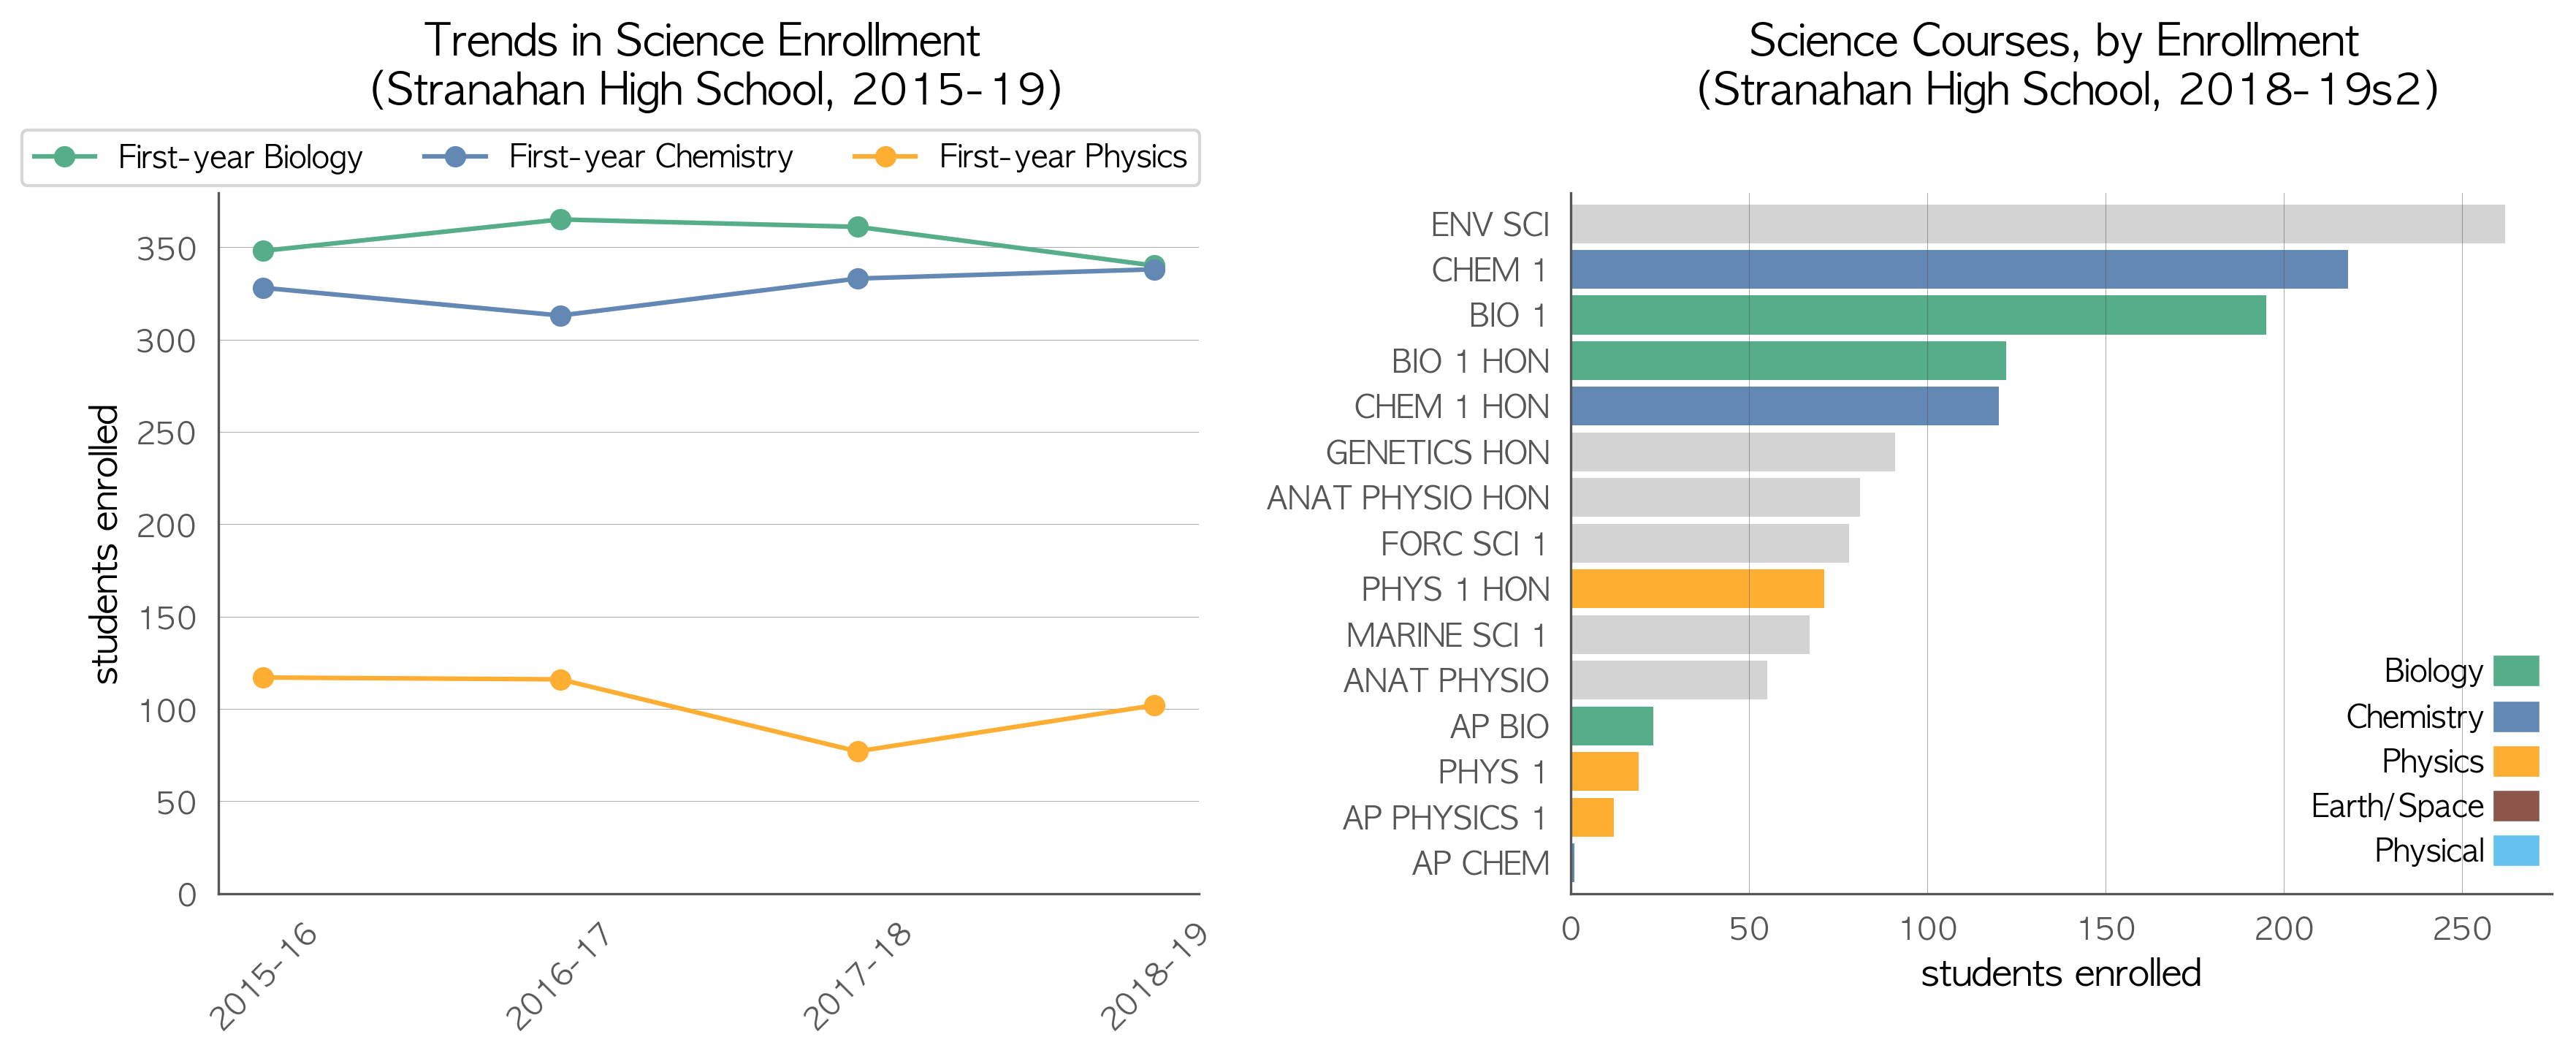 Trends in Science Enrollment
(Stranahan High School, 2015-19)
First-year Biology
First-year Chemistry
First-year Physics
350
300
250
200
150
100
50
0
students enrolled
2015-16
2016-17
2017-18
2018-19
Science Courses, by Enrollment
(Stranahan High School, 2018-19s2)
ENV SCI
CHEM 1
BIO 1
BIO 1 HON
CHEM 1 HON
GENETICS HON
ANAT PHYSIO HON
FORC SCI 1
PHYS 1 HON
MARINE SCI 1
ANAT PHYSIO
AP BIO
PHYS 1
AP PHYSICS 1
AP CHEM
Biology
Chemistry
Physics
Earth/Space
Physical
0
50
100
150
200
250
students enrolled